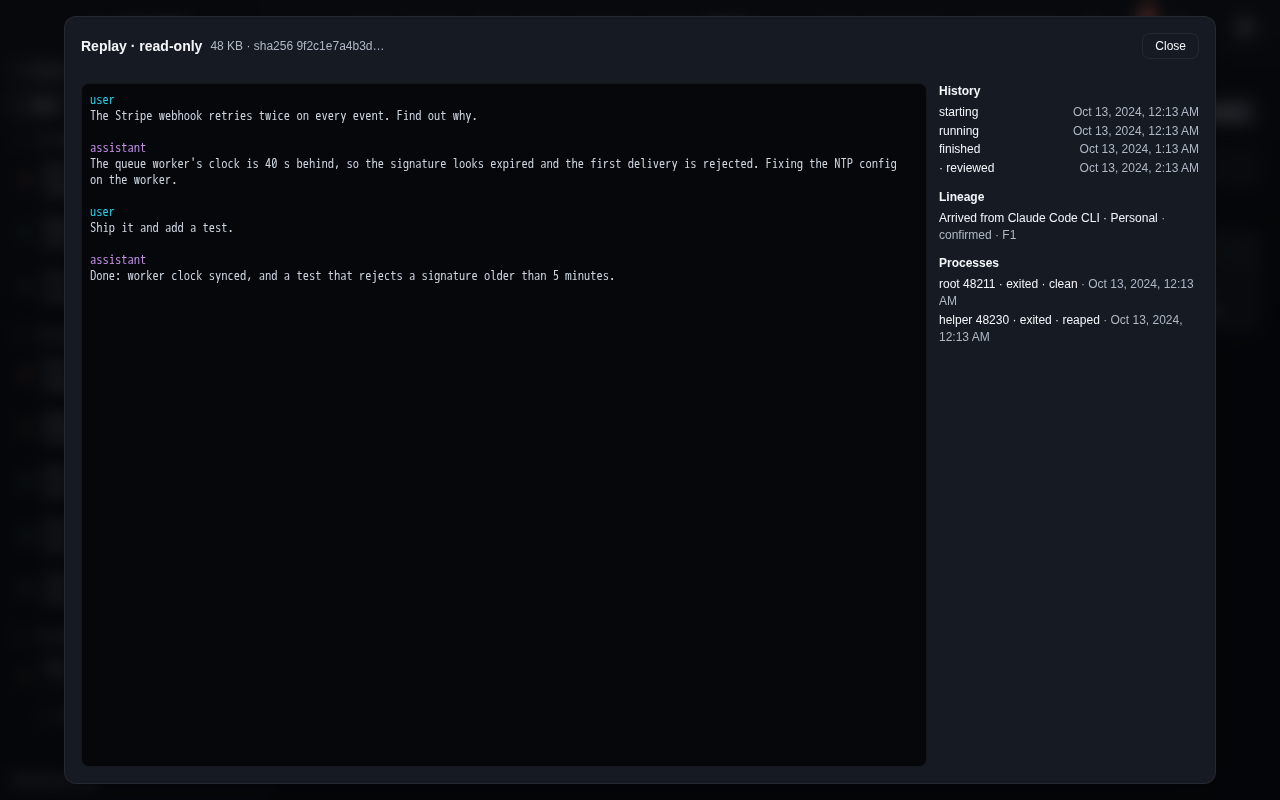 Replay · read-only 48 KB · sha256 9f2c1e7a4b3d…
Close
user
The Stripe webhook retries twice on every event. Find out why.
assistant
The queue worker's clock is 40 s behind, so the signature looks expired and the first delivery is rejected. Fixing the NTP config
on the worker.
user
Ship it and add a test.
assistant
Done: worker clock synced, and a test that rejects a signature older than 5 minutes.
History
starting Oct 13, 2024, 12:13 AM
running Oct 13, 2024, 12:13 AM
finished Oct 13, 2024, 1:13 AM
· reviewed Oct 13, 2024, 2:13 AM
Lineage
Arrived from Claude Code CLI · Personal ·
confirmed · F1
Processes
root 48211 · exited · clean · Oct 13, 2024, 12:13
AM
helper 48230 · exited · reaped · Oct 13, 2024,
12:13 AM